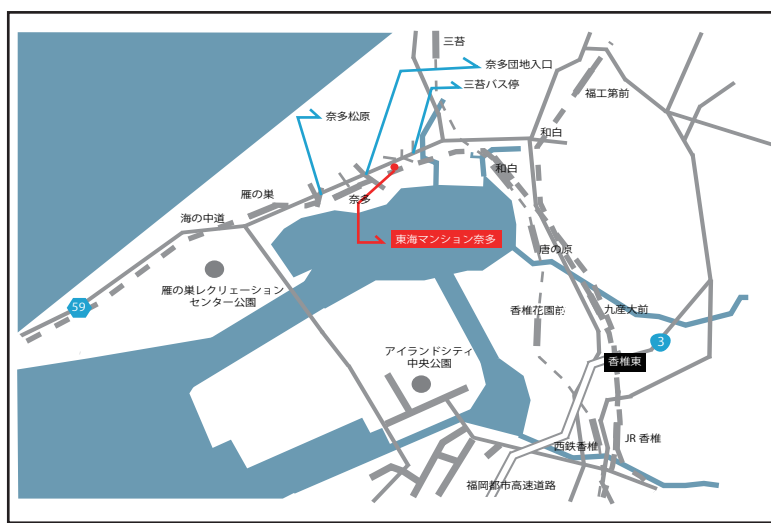 三苫
奈多団地入口
三苫バス停
福工第前
奈多松原
和白
和白
雁の巣
奈多
海の中道
東海マンション奈多
唐の原
雁の巣レクリェーション
センター公園
59
香椎花園前
九産大前
3
アイランドシティ
中央公園
香椎東
西鉄香椎
JR 香椎
福岡都市高速道路